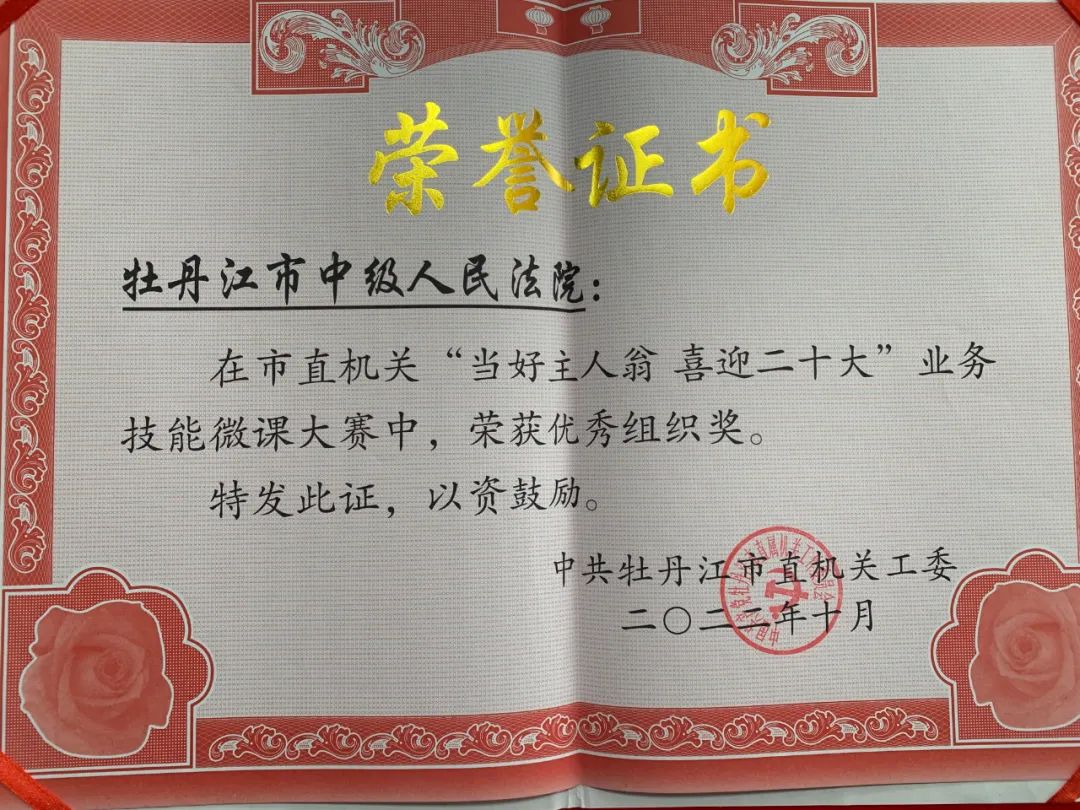 荣誉证书
牡丹江市中级人民法院：
在市直机关“当好主人翁 喜迎二十大”业务
技能微课大赛中，荣获优秀组织奖。
特发此证，以资鼓励。
中共牡丹江市直机关工委
二〇二二年十月